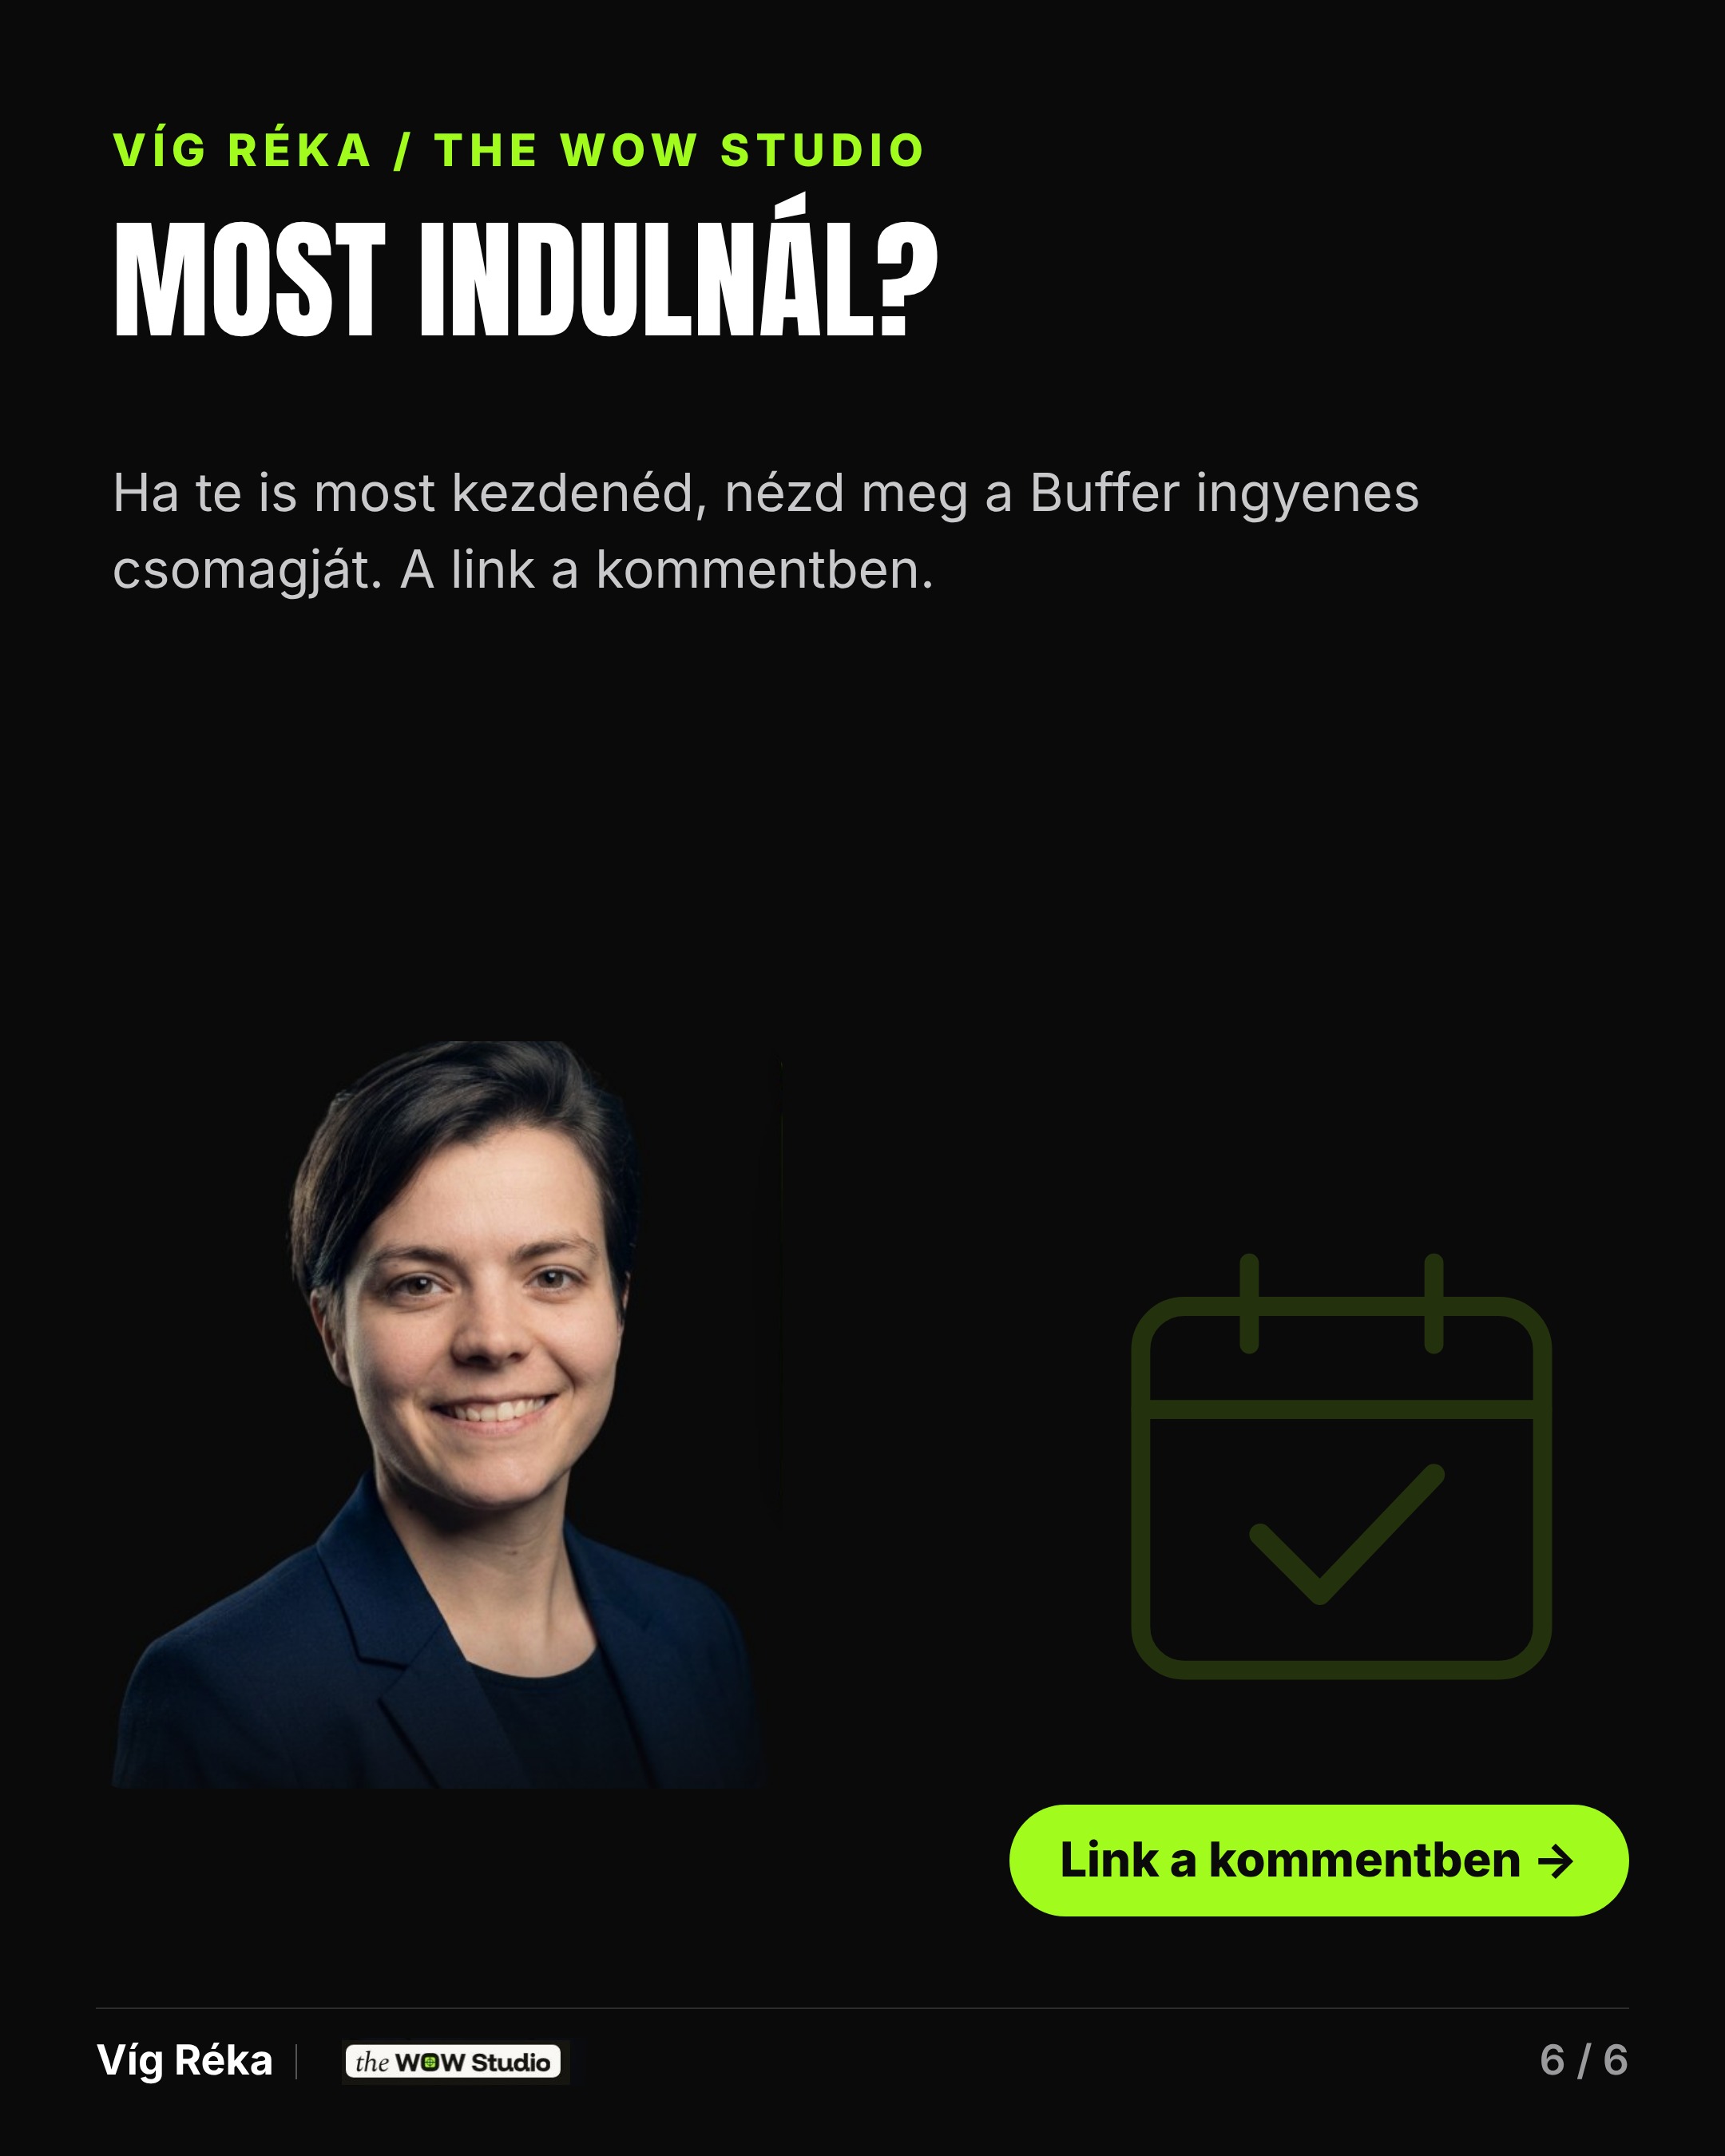 VÍG RÉKA / THE WOW STUDIO
MOST INDULNÁL?
Ha te is most kezdenéd, nézd meg a Buffer ingyenes
csomagját. A link a kommentben.
Link a kommentben →
Víg Réka
the WOW Studio
6 / 6